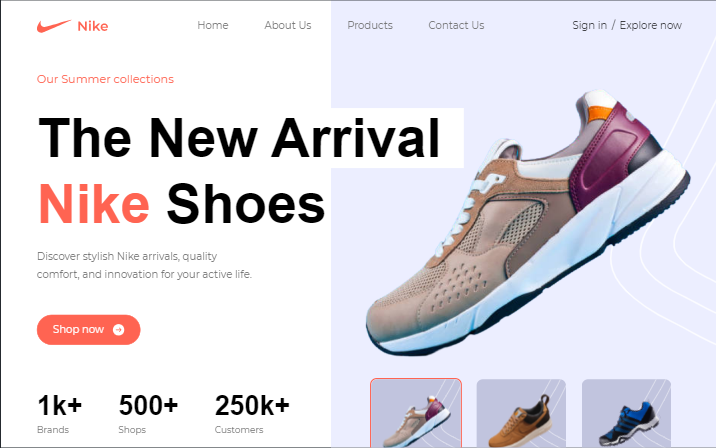 Nike
Home About Us Products Contact Us Sign in / Explore now
Our Summer collections
The New Arrival
Nike Shoes
Discover stylish Nike arrivals, quality
comfort, and innovation for your active life.
Shop now
1k+ 500+ 250k+
Brands Shops Customers